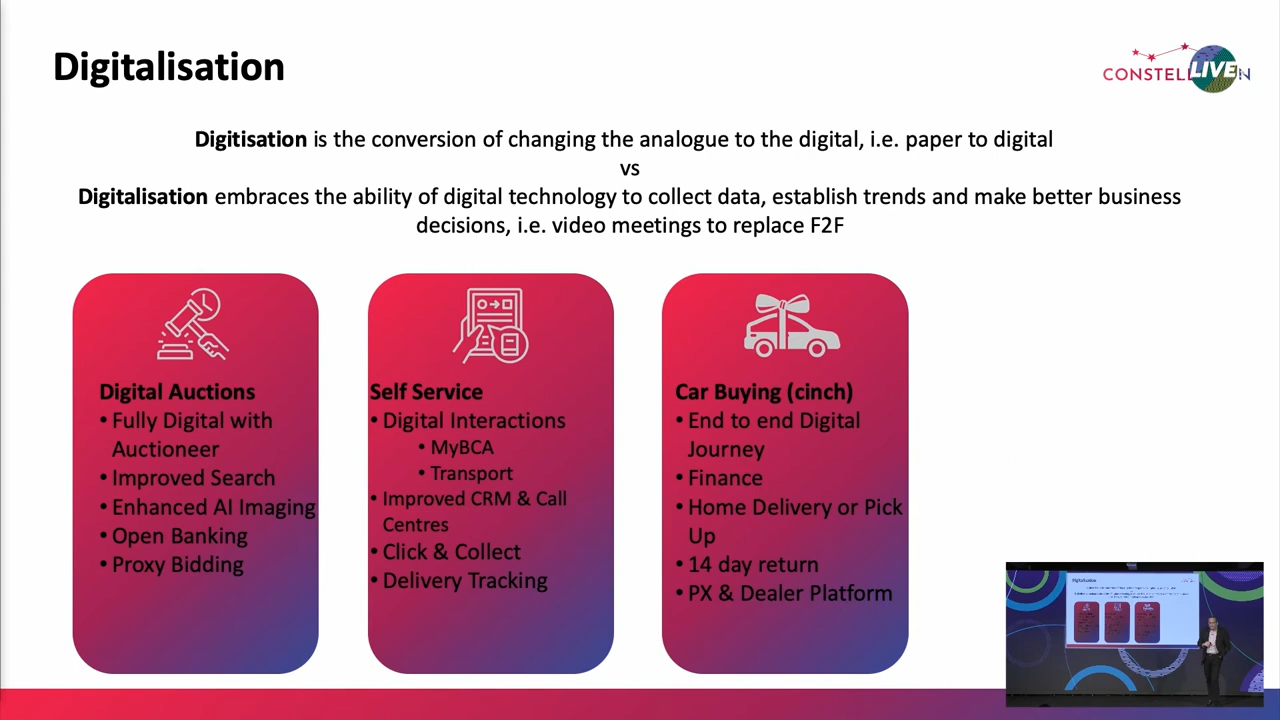 Digitalisation
CONSTELL
LIVE
N
Digitisation is the conversion of changing the analogue to the digital, i.e. paper to digital
vs
Digitalisation embraces the ability of digital technology to collect data, establish trends and make better business
decisions, i.e. video meetings to replace F2F
Digital Auctions
• Fully Digital with
Auctioneer
• Improved Search
• Enhanced AI Imaging
• Open Banking
• Proxy Bidding
Self Service
• Digital Interactions
• MyBCA
• Transport
• Improved CRM & Call
Centres
• Click & Collect
• Delivery Tracking
Car Buying (cinch)
• End to end Digital
Journey
• Finance
• Home Delivery or Pick
Up
• 14 day return
• PX & Dealer Platform
Digitalisation